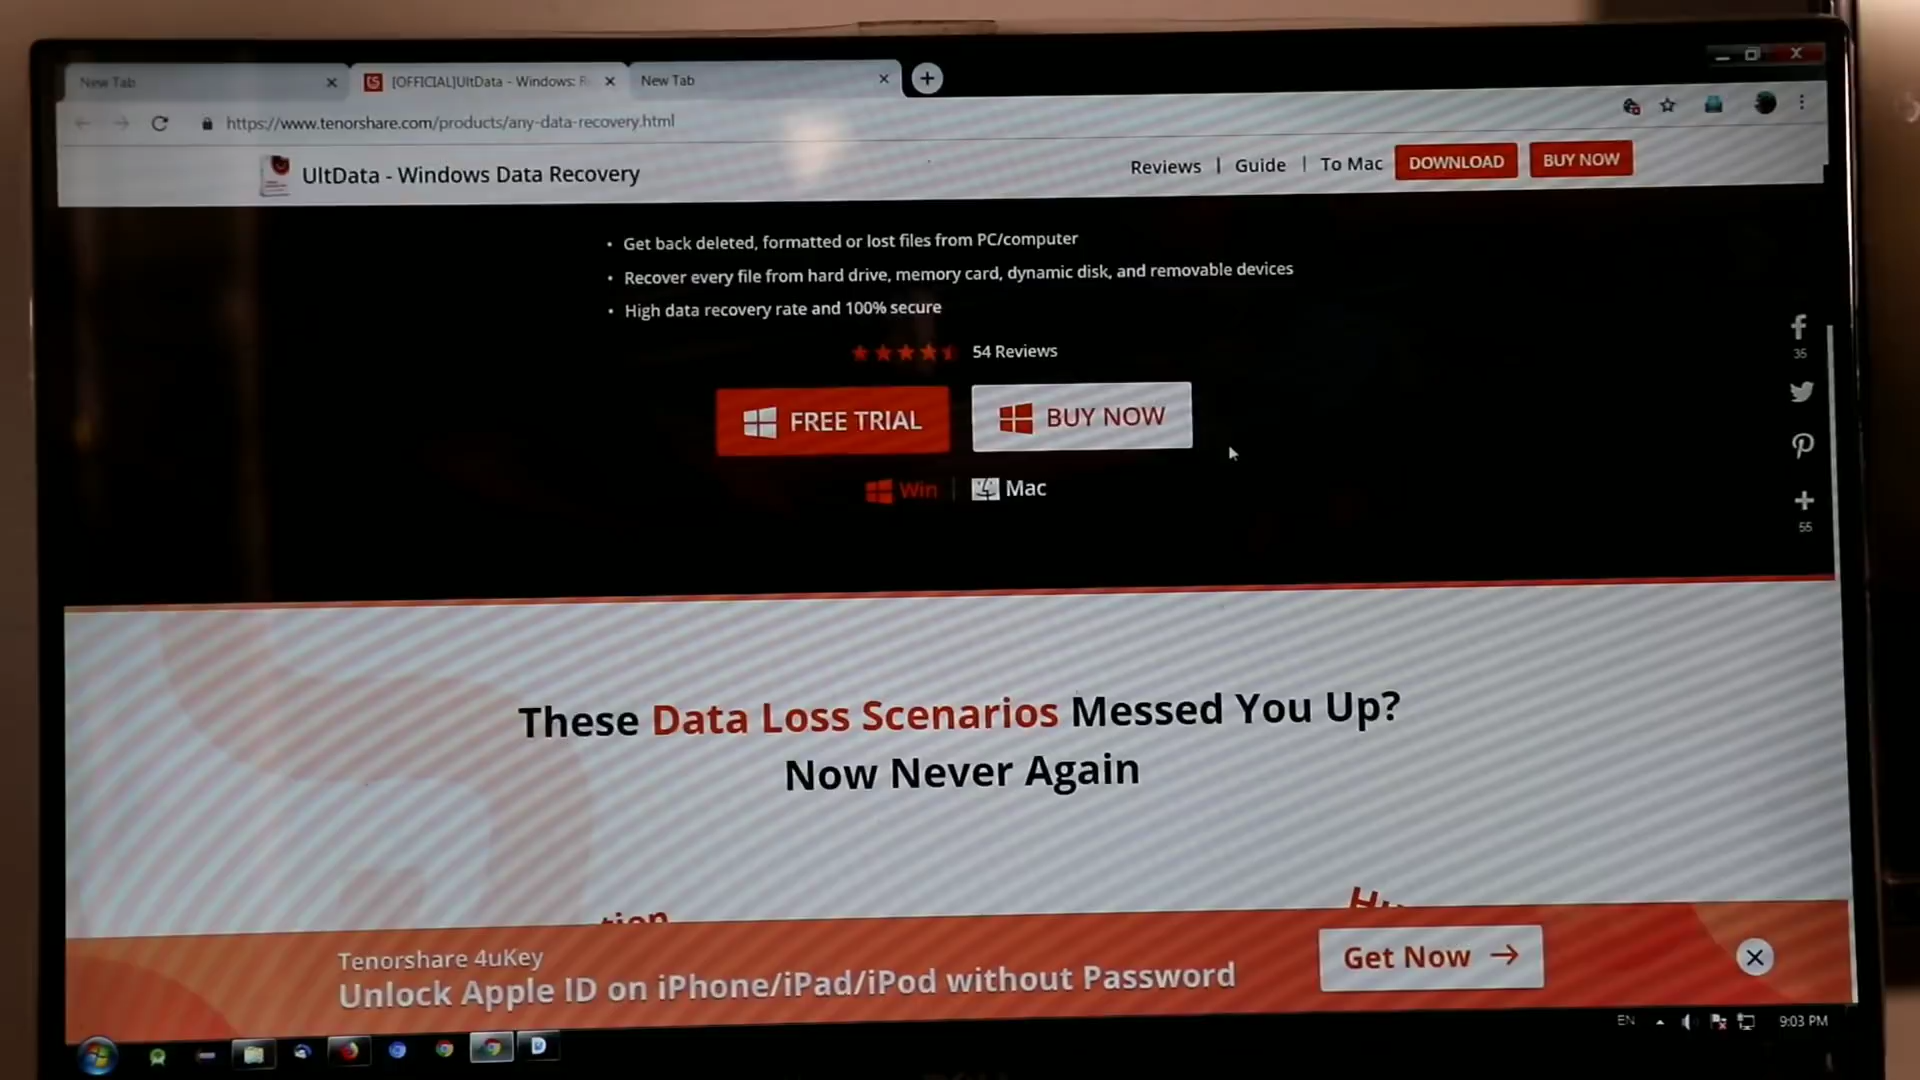 New Tab
[OFFICIAL]UltData - Windows: R
New Tab
https://www.tenorshare.com/products/any-data-recovery.html
UltData - Windows Data Recovery
Reviews | Guide | To Mac
DOWNLOAD
BUY NOW
• Get back deleted, formatted or lost files from PC/computer
• Recover every file from hard drive, memory card, dynamic disk, and removable devices
• High data recovery rate and 100% secure
54 Reviews
FREE TRIAL
BUY NOW
Win | Mac
35
55
These Data Loss Scenarios Messed You Up?
Now Never Again
tion
Tenorshare 4uKey
Unlock Apple ID on iPhone/iPad/iPod without Password
Get Now →
EN
9:03 PM